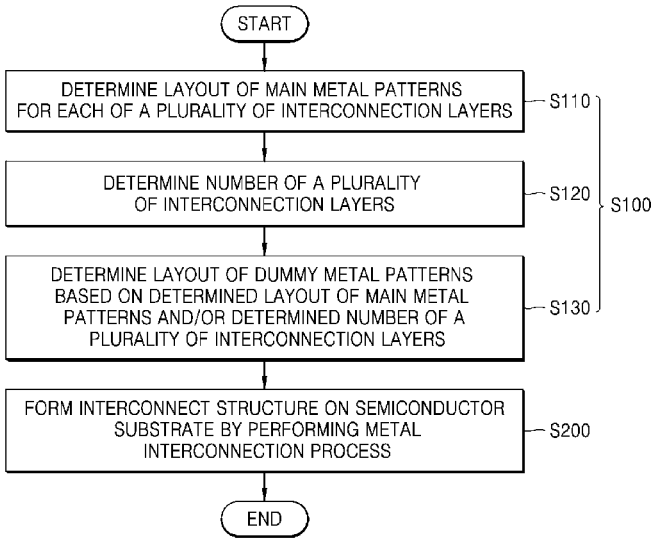 START
DETERMINE LAYOUT OF MAIN METAL PATTERNS
FOR EACH OF A PLURALITY OF INTERCONNECTION LAYERS
S110
DETERMINE NUMBER OF A PLURALITY
OF INTERCONNECTION LAYERS
S120
S100
DETERMINE LAYOUT OF DUMMY METAL PATTERNS
BASED ON DETERMINED LAYOUT OF MAIN METAL
PATTERNS AND/OR DETERMINED NUMBER OF A
PLURALITY OF INTERCONNECTION LAYERS
S130
FORM INTERCONNECT STRUCTURE ON SEMICONDUCTOR
SUBSTRATE BY PERFORMING METAL
INTERCONNECTION PROCESS
S200
END